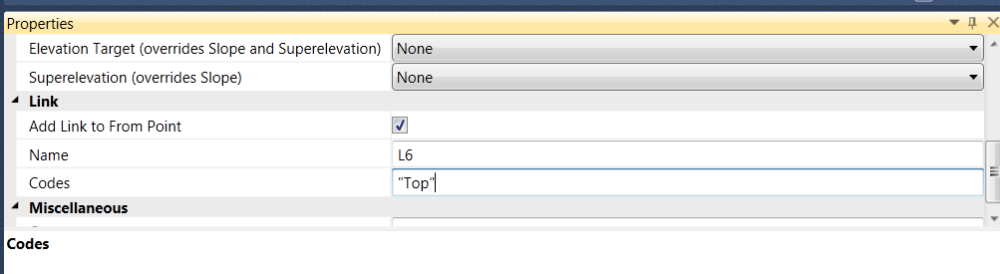 Properties
Elevation Target (overrides Slope and Superelevation) None
Superelevation (overrides Slope) None
Link
Add Link to From Point
Name L6
Codes "Top"
Miscellaneous
Codes